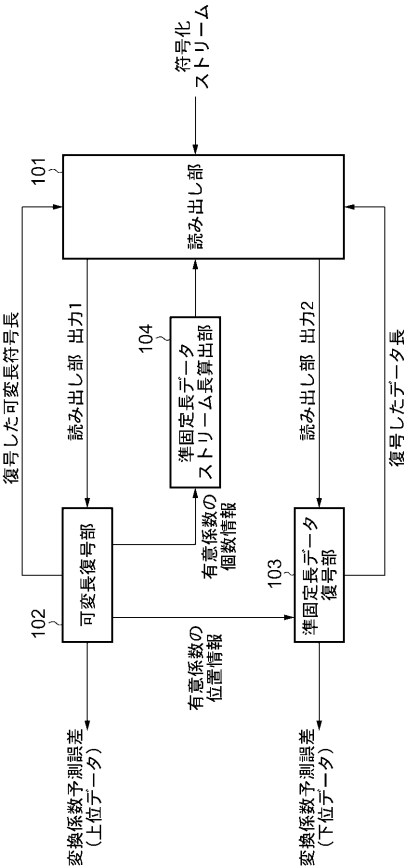 符号化
ストリーム
101
読み出し部
復号した可変長符号長
読み出し部 出力1
104
準固定長データ
ストリーム長算出部
読み出し部 出力2
復号したデータ長
有意係数の
個数情報
102
可変長復号部
有意係数の
位置情報
103
準固定長データ
復号部
変換係数予測誤差
(上位データ)
変換係数予測誤差
(下位データ)